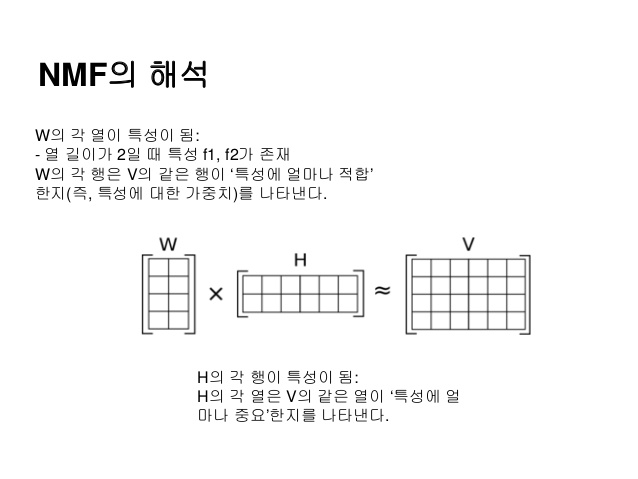 NMF의 해석
W의 각 열이 특성이 됨:
- 열 길이가 2일 때 특성 f1, f2가 존재
W의 각 행은 V의 같은 행이 ‘특성에 얼마나 적합’
한지(즉, 특성에 대한 가중치)를 나타낸다.
W × H ≈ V
H의 각 행이 특성이 됨:
H의 각 열은 V의 같은 열이 ‘특성에 얼
마나 중요’한지를 나타낸다.